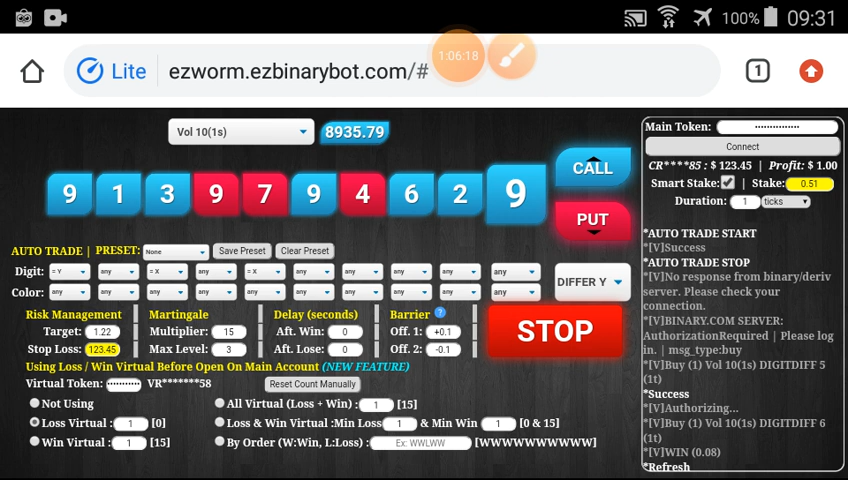 100% 09:31
Lite ezworm.ezbinarybot.com/# 1:06:18 1
Vol 10(1s) 8935.79
9 1 3 9 7 9 4 6 2 9
CALL
PUT
AUTO TRADE | PRESET: None Save Preset Clear Preset
Digit: = Y any = X any = X any any any any any
Color: any any any any any any any any any any
DIFFER Y
Risk Management Martingale Delay (seconds) Barrier ?
Target: 1.22 Multiplier: 15 Aft. Win: 0 Off. 1: +0.1
Stop Loss: 123.45 Max Level: 3 Aft. Lose: 0 Off. 2: -0.1
STOP
Using Loss / Win Virtual Before Open On Main Account (NEW FEATURE)
Virtual Token: ••••••••••• VR*******58 Reset Count Manually
Not Using All Virtual (Loss + Win) : 1 [15]
Loss Virtual : 1 [0] Loss & Win Virtual :Min Loss 1 & Min Win 1 [0 & 15]
Win Virtual : 1 [15] By Order (W:Win, L:Loss) : Ex: WWLWW [WWWWWWWWWW]
Main Token: •••••••••••••••
Connect
CR****85 : $ 123.45 | Profit: $ 1.00
Smart Stake: | Stake: 0.51
Duration: 1 ticks
*AUTO TRADE START
*[V]Success
*AUTO TRADE STOP
*[V]No response from binary/deriv
server. Please check your
connection.
*[V]BINARY.COM SERVER:
AuthorizationRequired | Please log
in. | msg_type:buy
*[V]Buy (1) Vol 10(1s) DIGITDIFF 5
(1t)
*Success
*[V]Authorizing...
*[V]Buy (1) Vol 10(1s) DIGITDIFF 6
(1t)
*[V]WIN (0.08)
*Refresh